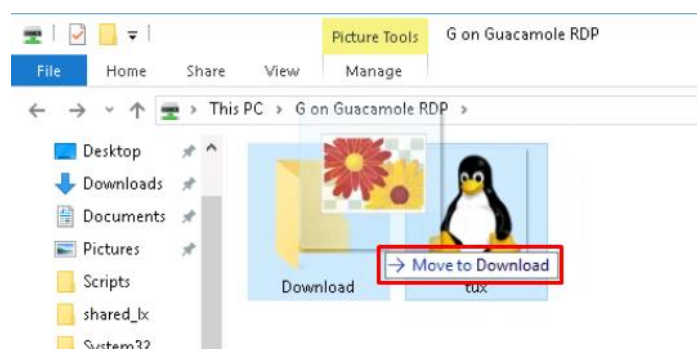 Picture Tools G on Guacamole RDP
File Home Share View Manage
This PC > G on Guacamole RDP >
Desktop
Downloads
Documents
Pictures
Scripts
shared_lx
System32
→ Move to Download
Download tux